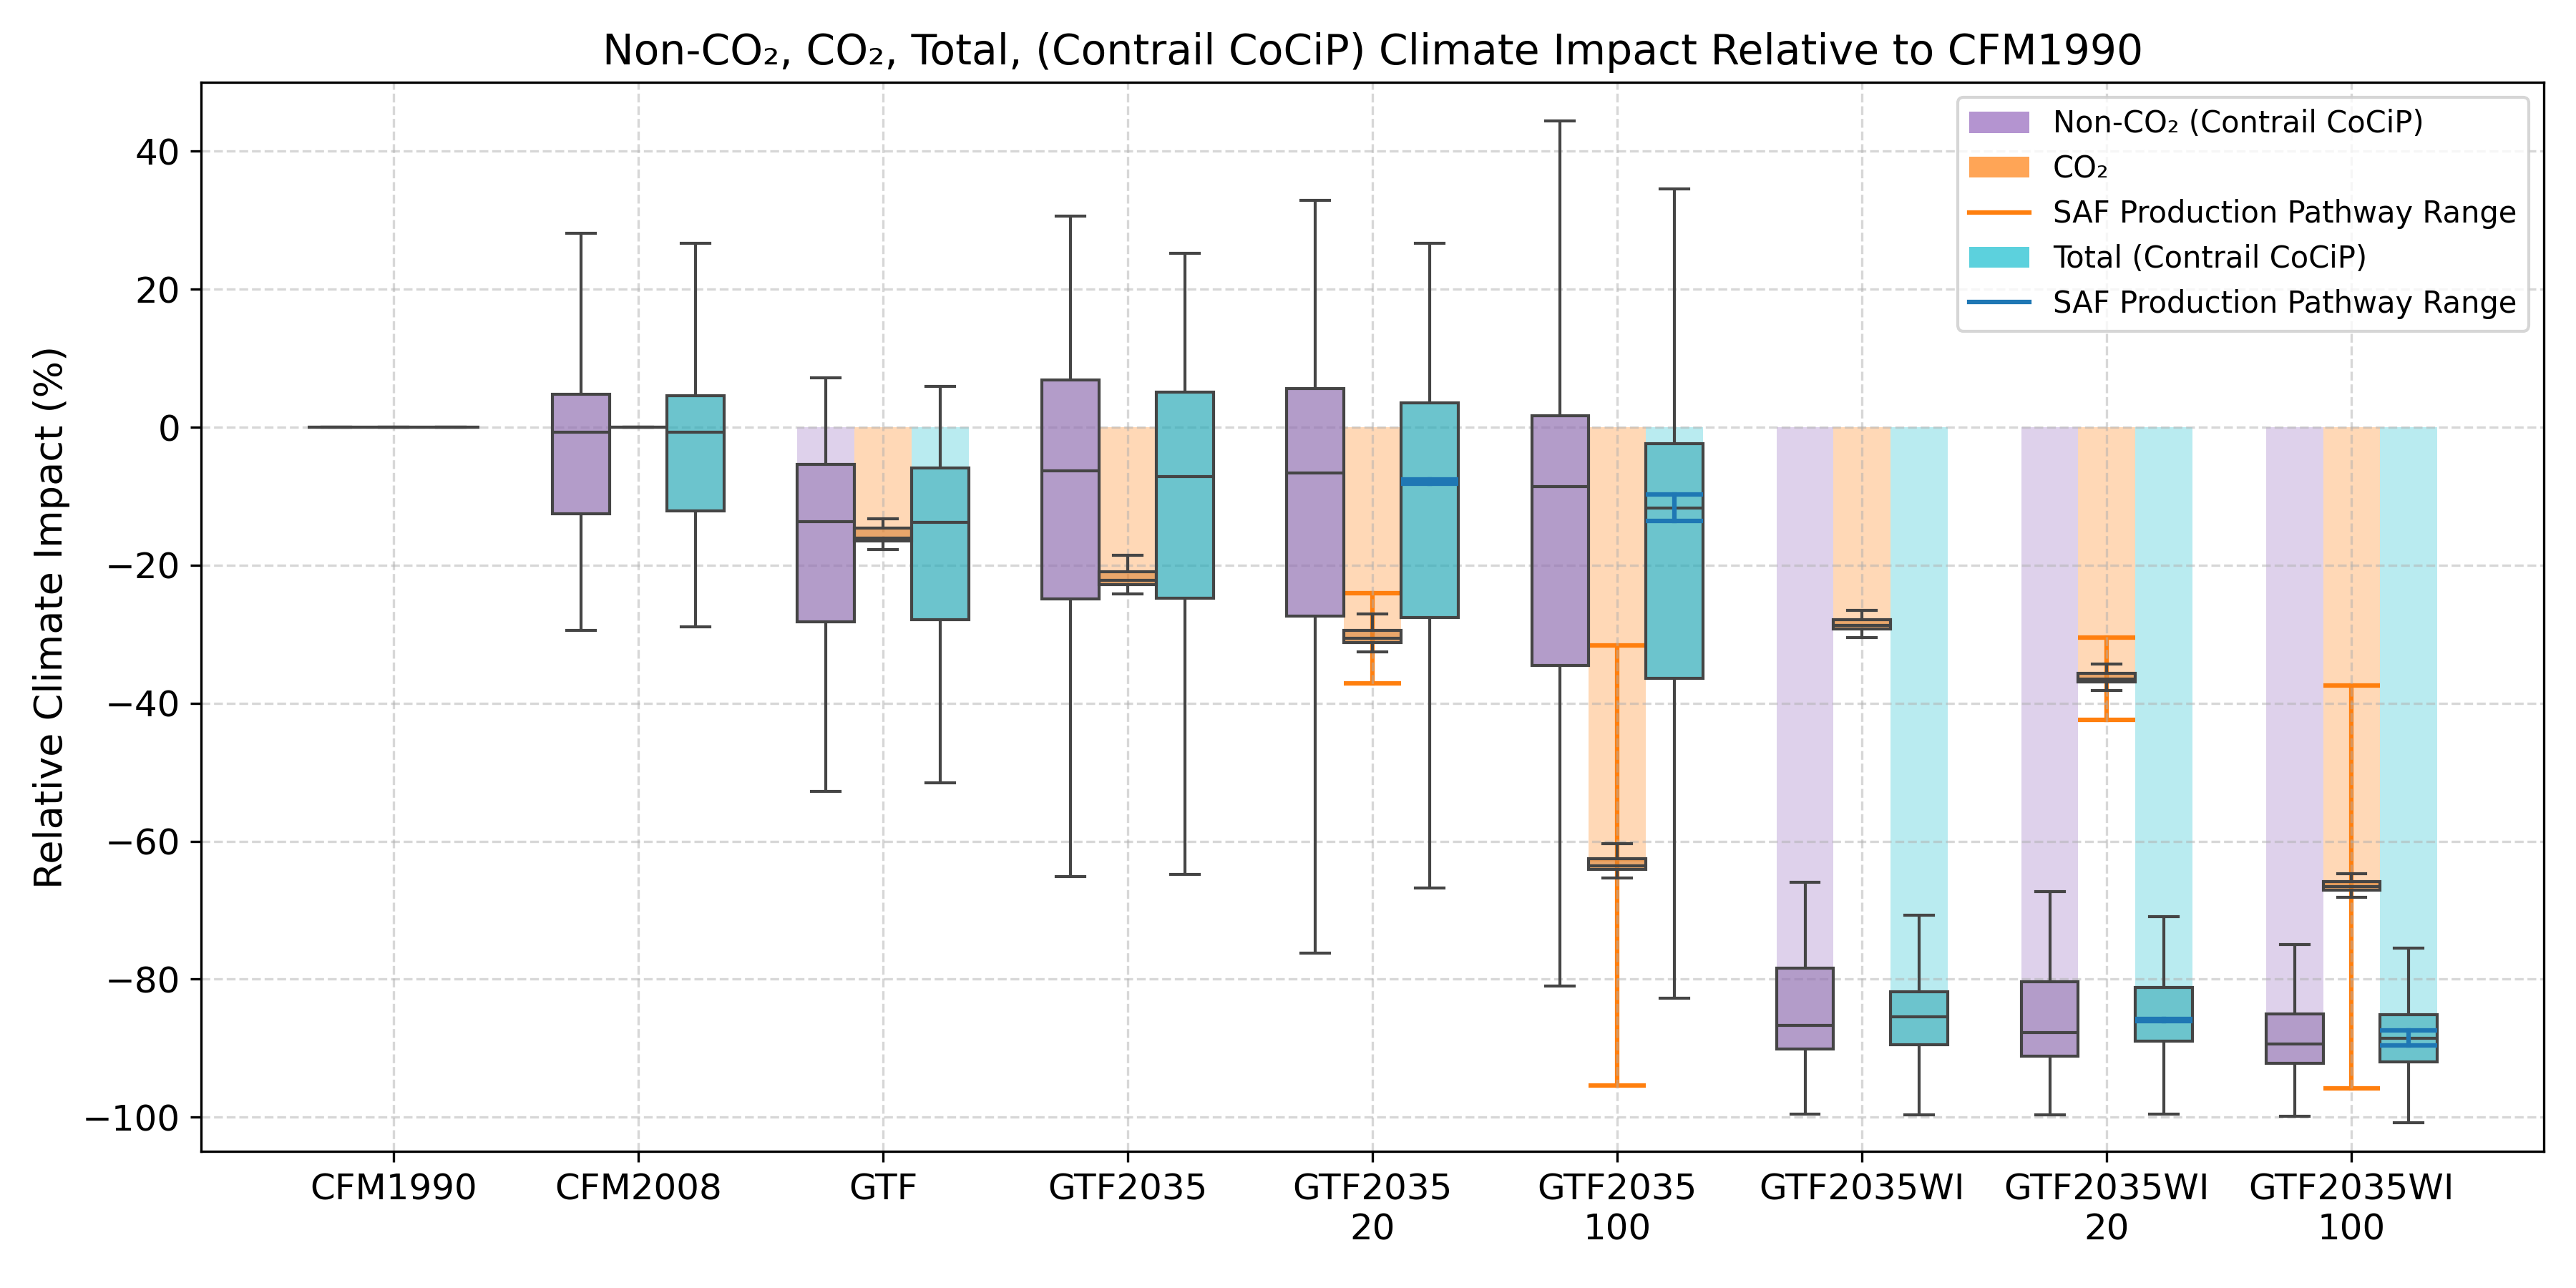 Non-CO₂, CO₂, Total, (Contrail CoCiP) Climate Impact Relative to CFM1990
Relative Climate Impact (%)
40
20
0
−20
−40
−60
−80
−100
Non-CO₂ (Contrail CoCiP)
CO₂
SAF Production Pathway Range
Total (Contrail CoCiP)
SAF Production Pathway Range
CFM1990
CFM2008
GTF
GTF2035
GTF2035
20
GTF2035
100
GTF2035WI
GTF2035WI
20
GTF2035WI
100